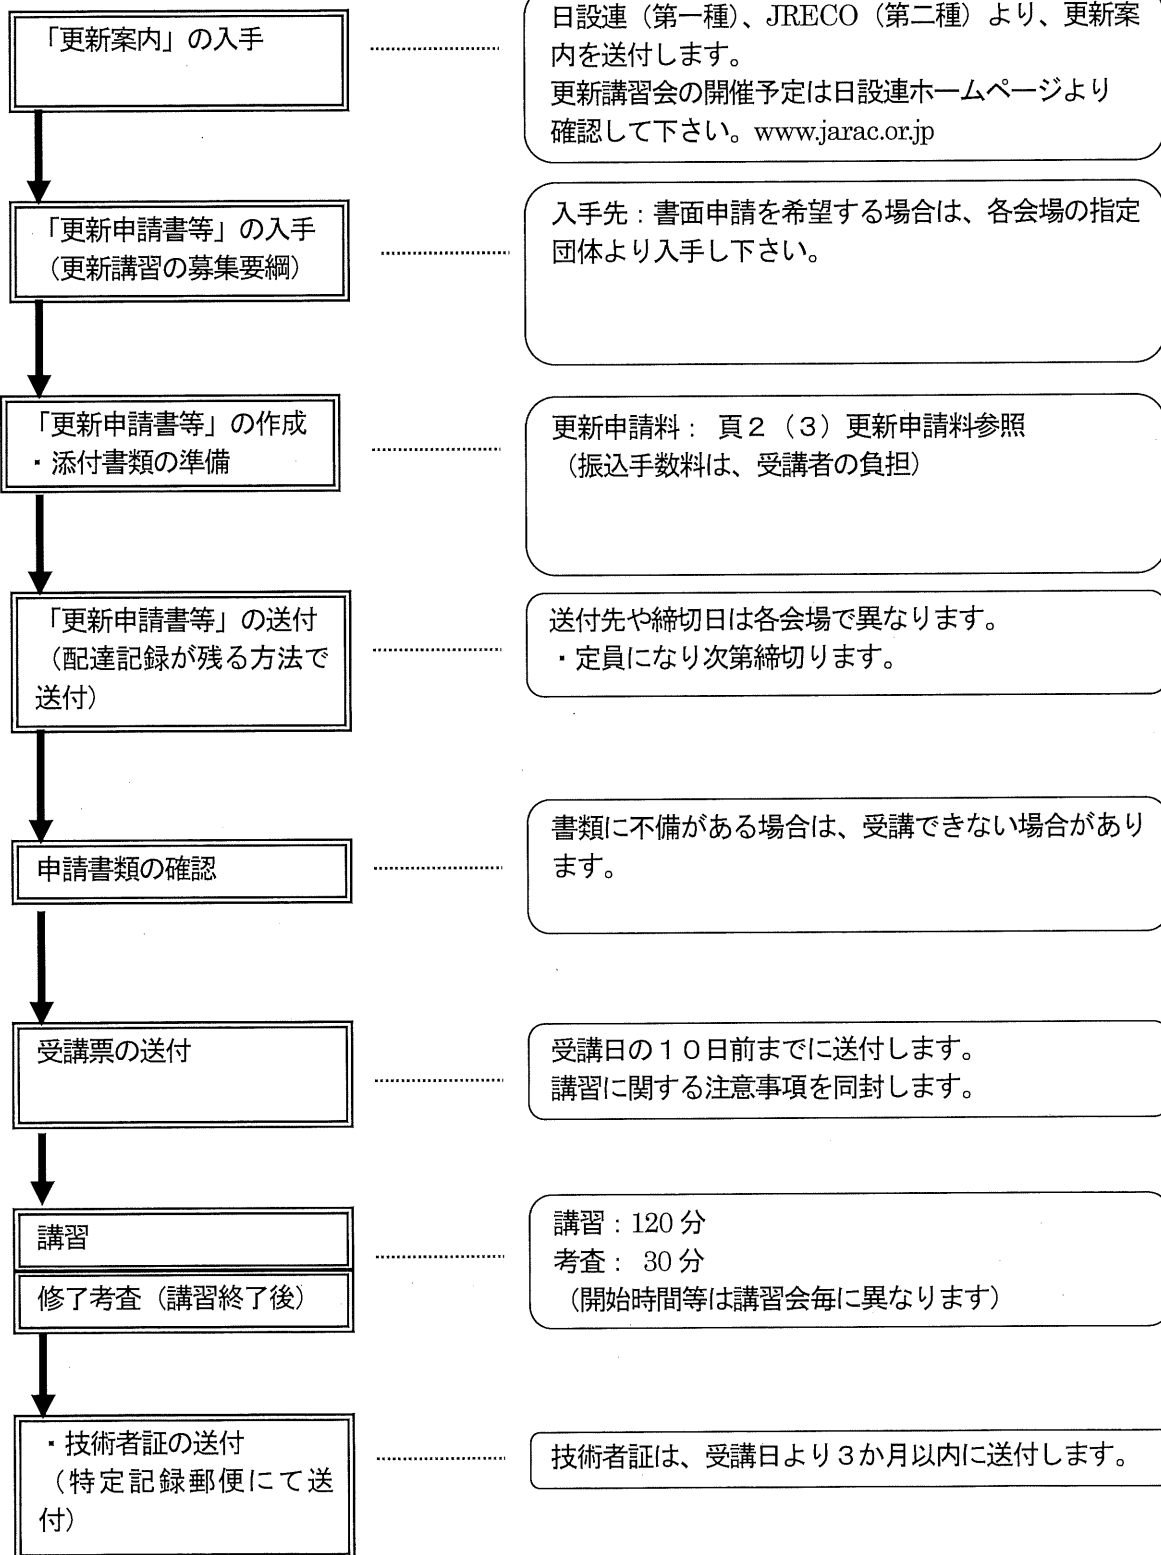 「更新案内」の入手
日設連（第一種）、JRECO（第二種）より、更新案
内を送付します。
更新講習会の開催予定は日設連ホームページより
確認して下さい。www.jarac.or.jp
「更新申請書等」の入手
（更新講習の募集要綱）
入手先：書面申請を希望する場合は、各会場の指定
団体より入手し下さい。
「更新申請書等」の作成
・添付書類の準備
更新申請料： 頁２（３）更新申請料参照
（振込手数料は、受講者の負担）
「更新申請書等」の送付
（配達記録が残る方法で
送付）
送付先や締切日は各会場で異なります。
・定員になり次第締切ります。
申請書類の確認
書類に不備がある場合は、受講できない場合があり
ます。
受講票の送付
受講日の１０日前までに送付します。
講習に関する注意事項を同封します。
講習
修了考査（講習終了後）
講習：120 分
考査： 30 分
（開始時間等は講習会毎に異なります）
・技術者証の送付
（特定記録郵便にて送
付）
技術者証は、受講日より３か月以内に送付します。